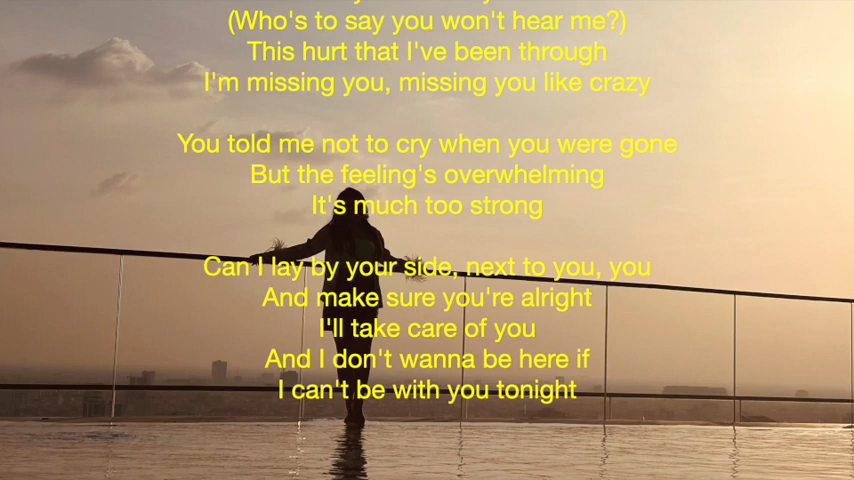 (Who's to say you won't hear me?)
This hurt that I've been through
I'm missing you, missing you like crazy
You told me not to cry when you were gone
But the feeling's overwhelming
It's much too strong
Can I lay by your side, next to you, you
And make sure you're alright
I'll take care of you
And I don't wanna be here if
I can't be with you tonight